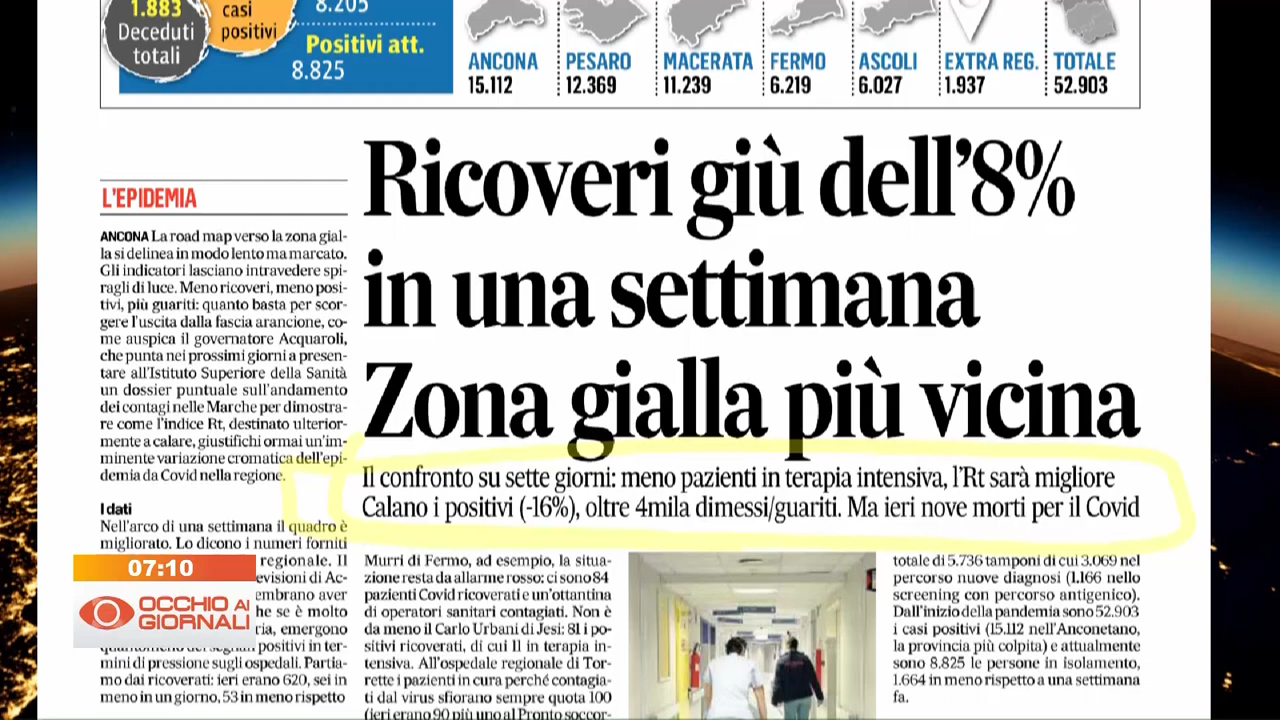 1.883
Deceduti
totali
casi
positivi
8.205
Positivi att.
8.825
ANCONA
15.112
PESARO
12.369
MACERATA
11.239
FERMO
6.219
ASCOLI
6.027
EXTRA REG.
1.937
TOTALE
52.903
L'EPIDEMIA
Ricoveri giù dell'8%
in una settimana
Zona gialla più vicina
Il confronto su sette giorni: meno pazienti in terapia intensiva, l'Rt sarà migliore
Calano i positivi (-16%), oltre 4mila dimessi/guariti. Ma ieri nove morti per il Covid
ANCONA La road map verso la zona gial-
la si delinea in modo lento ma marcato.
Gli indicatori lasciano intravedere spi-
ragli di luce. Meno ricoveri, meno posi-
tivi, più guariti: quanto basta per scor-
gere l'uscita dalla fascia arancione, co-
me auspica il governatore Acquaroli,
che punta nei prossimi giorni a presen-
tare all'Istituto Superiore della Sanità
un dossier puntuale sull'andamento
dei contagi nelle Marche per dimostra-
re come l'indice Rt, destinato ulterior-
mente a calare, giustifichi ormai un'im-
minente variazione cromatica dell'epi-
demia da Covid nella regione.
I dati
Nell'arco di una settimana il quadro è
migliorato. Lo dicono i numeri forniti
regionale. Il
evisioni di Ac-
embrano aver
he se è molto
ria, emergono
positivi in ter-
mini di pressione sugli ospedali. Partia-
mo dai ricoverati: ieri erano 620, sei in
meno in un giorno, 53 in meno rispetto
Murri di Fermo, ad esempio, la situa-
zione resta da allarme rosso: ci sono 84
pazienti Covid ricoverati e un'ottantina
di operatori sanitari contagiati. Non è
da meno il Carlo Urbani di Jesi: 81 i po-
sitivi ricoverati, di cui 11 in terapia in-
tensiva. All'ospedale regionale di Tor-
rette i pazienti in cura perché contagia-
ti dal virus sfiorano sempre quota 100
(ieri erano 90 più uno al Pronto soccor-
totale di 5.736 tamponi di cui 3.069 nel
percorso nuove diagnosi (1.166 nello
screening con percorso antigenico).
Dall'inizio della pandemia sono 52.903
i casi positivi (15.112 nell'Anconetano,
la provincia più colpita) e attualmente
sono 8.825 le persone in isolamento,
1.664 in meno rispetto a una settimana
fa.
07:10
OCCHIO AI
GIORNALI